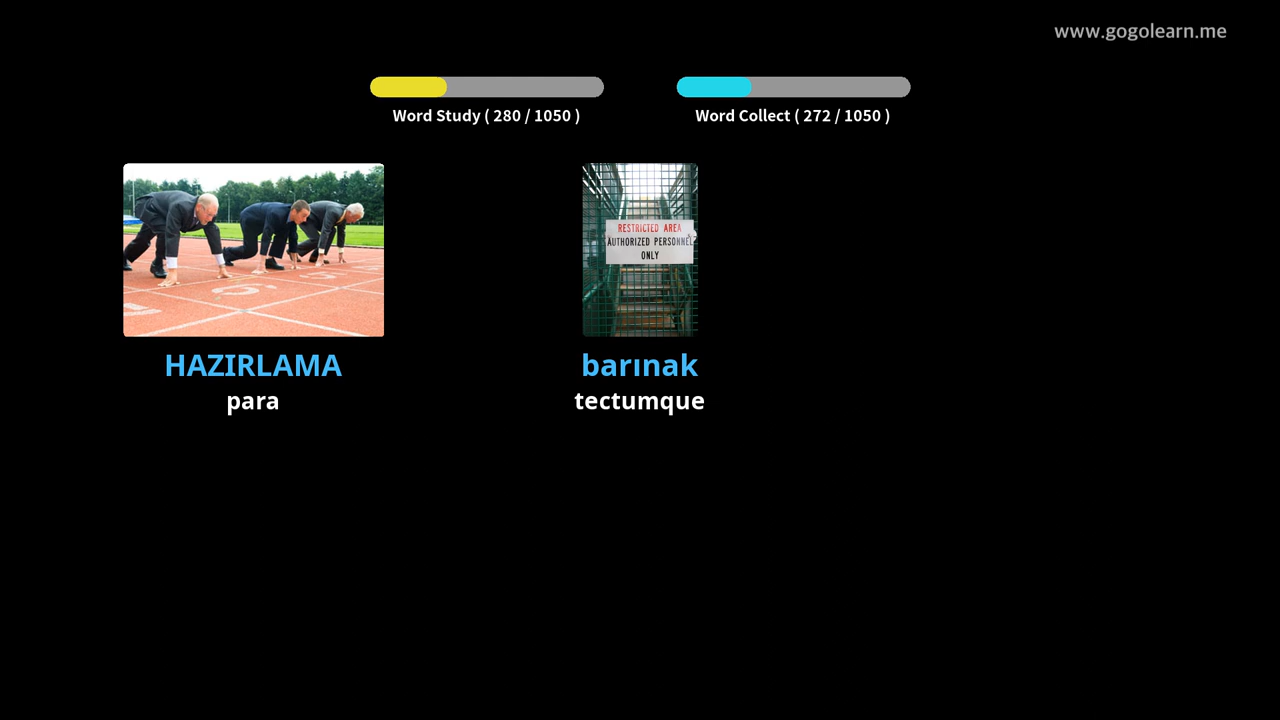 www.gogolearn.me
Word Study ( 280 / 1050 )
Word Collect ( 272 / 1050 )
RESTRICTED AREA
AUTHORIZED PERSONNEL
ONLY
HAZIRLAMA
para
barınak
tectumque